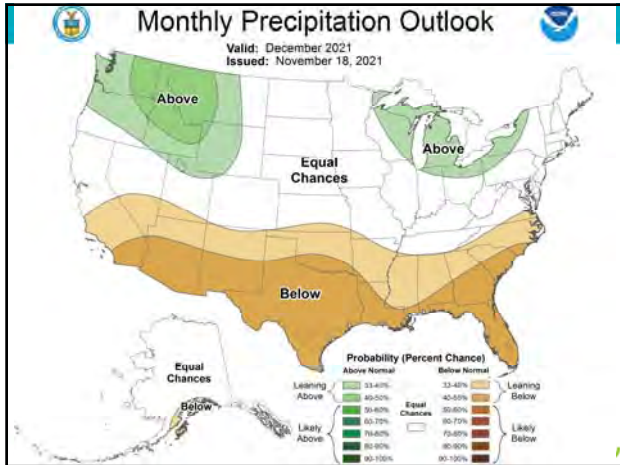 Monthly Precipitation Outlook
Valid: December 2021
Issued: November 18, 2021
NOAA
Above
Above
Equal
Chances
Below
Equal
Chances
Below
Probability (Percent Chance)
Above Normal
Below Normal
Leaning
Above
33-40%
40-50%
Likely
Above
50-60%
60-70%
70-80%
80-90%
90-100%
Equal
Chances
33-40%
40-50%
Leaning
Below
50-60%
60-70%
70-80%
80-90%
90-100%
Likely
Below